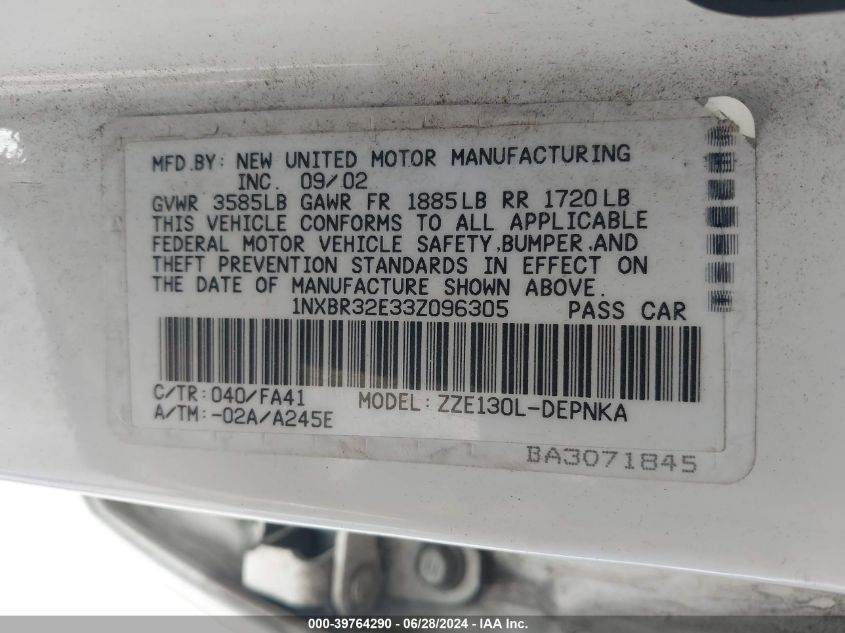 MFD.BY: NEW UNITED MOTOR MANUFACTURING
INC. 09/02
GVWR 3585LB GAWR FR 1885LB RR 1720LB
THIS VEHICLE CONFORMS TO ALL APPLICABLE
FEDERAL MOTOR VEHICLE SAFETY,BUMPER,AND
THEFT PREVENTION STANDARDS IN EFFECT ON
THE DATE OF MANUFACTURE SHOWN ABOVE.
1NXBR32E33Z096305 PASS CAR
C/TR:040/FA41 MODEL:ZZE130L-DEPNKA
A/TM:-02A/A245E
BA3071845
000-39764290 - 06/28/2024 - IAA Inc.